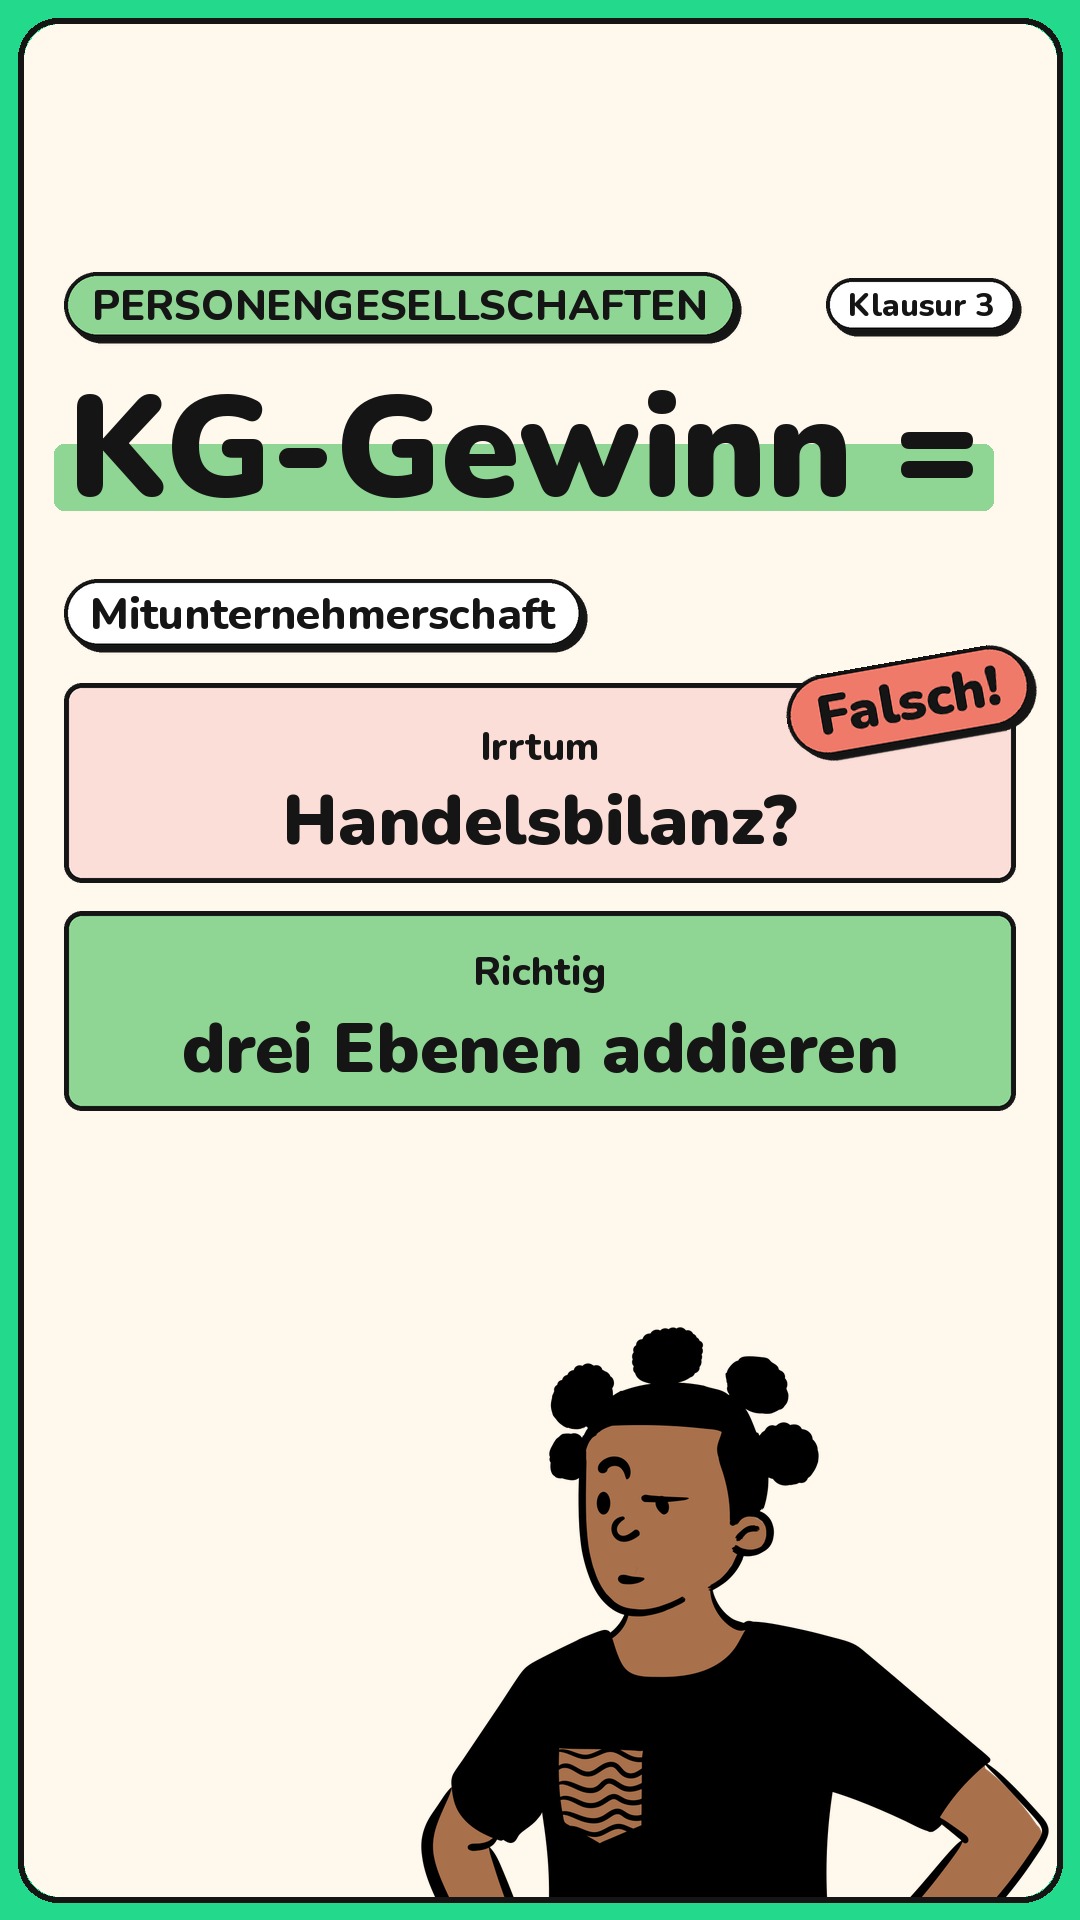 PERSONENGESELLSCHAFTEN
Klausur 3
KG-Gewinn =
Mitunternehmerschaft
Falsch!
Irrtum
Handelsbilanz?
Richtig
drei Ebenen addieren